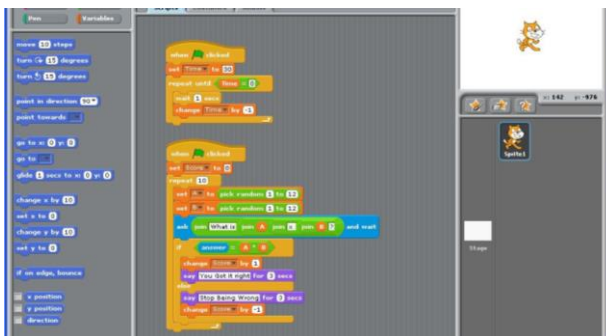 Pen Variables
move 10 steps
turn 15 degrees
turn 15 degrees
point in direction 90
point towards
go to x: 0 y: 0
go to
glide 1 secs to x: 0 y: 0
change x by 10
set x to 0
change y by 10
set y to 0
if on edge, bounce
x position
y position
direction
when clicked
set Time to 30
repeat until Time = 0
wait 1 secs
change Time by -1
when clicked
set Score to 0
repeat 10
set A to pick random 1 to 12
set B to pick random 1 to 12
ask join What is join A join x join B ? and wait
if answer = A * B
change Score by 1
say You Got it right for 3 secs
else
say Stop Being Wrong for 3 secs
change Score by -1
x: 142 y: -976
Sprite1
Stage